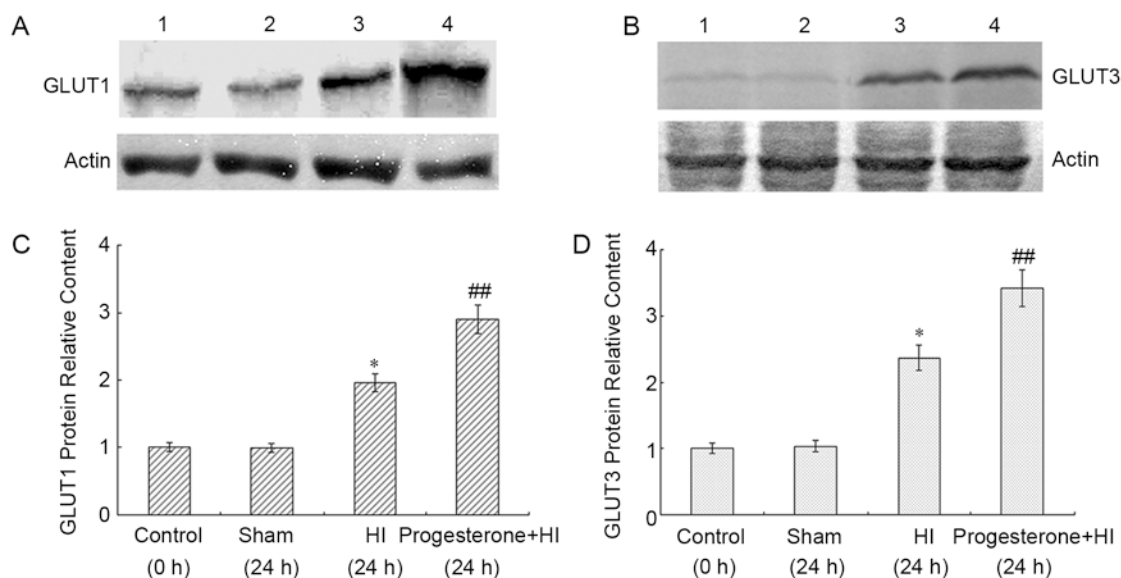 A
1 2 3 4
GLUT1
Actin
B
1 2 3 4
GLUT3
Actin
C
GLUT1 Protein Relative Content
4
3
2
1
0
*
##
Control Sham HI Progesterone+HI
(0 h) (24 h) (24 h) (24 h)
D
GLUT3 Protein Relative Content
4
3
2
1
0
*
##
Control Sham HI Progesterone+HI
(0 h) (24 h) (24 h) (24 h)